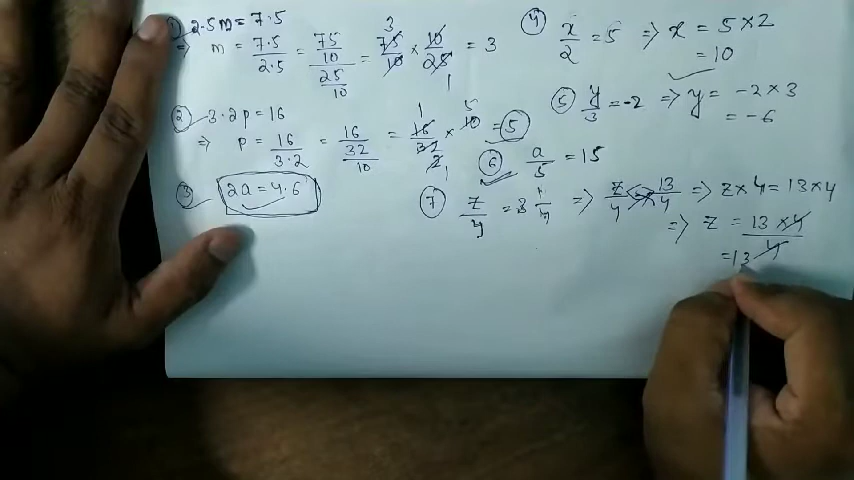 ① 2.5m = 7.5
⇒ m = 7.5/2.5 = 75/10 / 25/10 = 75/10 × 10/25 = 3
② 3.2p = 16
⇒ p = 16/3.2 = 16 / 32/10 = 16/32 × 10 = 5
③ 2a = 4.6
④ x/2 = 5 ⇒ x = 5×2
= 10
⑤ y/3 = -2 ⇒ y = -2×3
= -6
⑥ a/5 = 15
⑦ z/4 = 3 1/4 ⇒ z/4 = 13/4 ⇒ z×4 = 13×4
⇒ z = 13×4/4
= 13